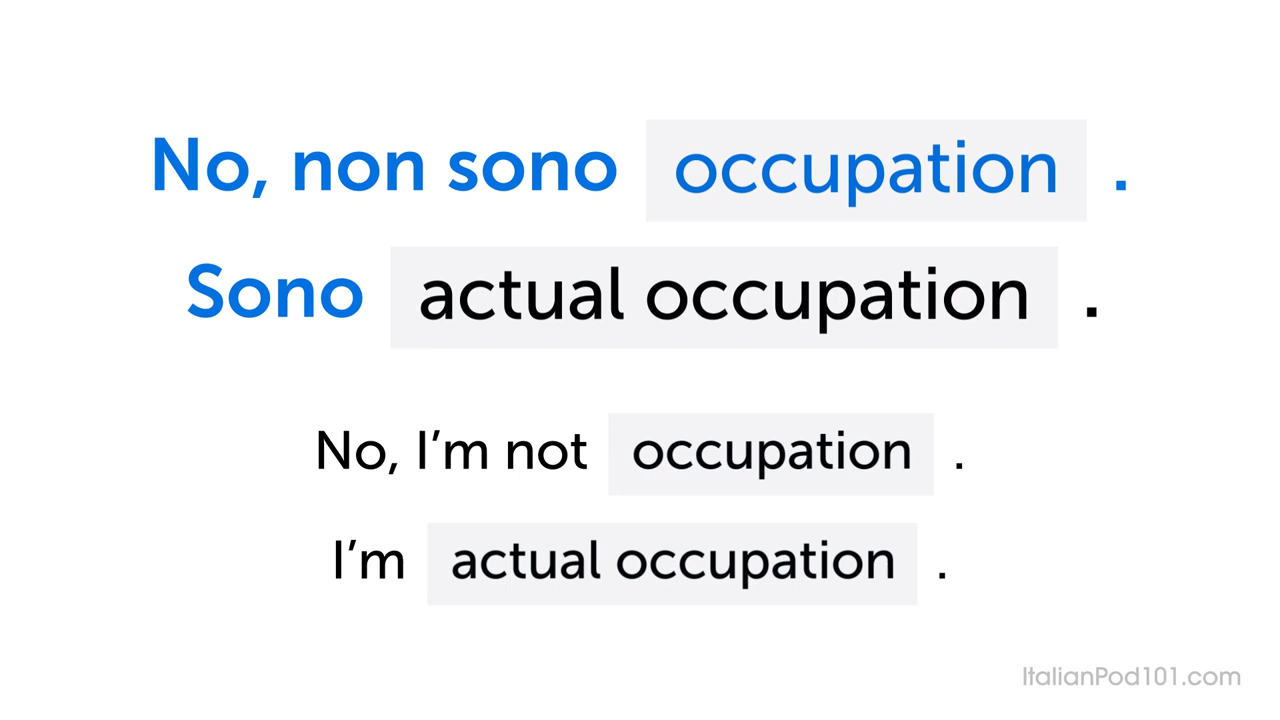 No, non sono occupation .
Sono actual occupation .
No, I’m not occupation .
I’m actual occupation .
ItalianPod101.com